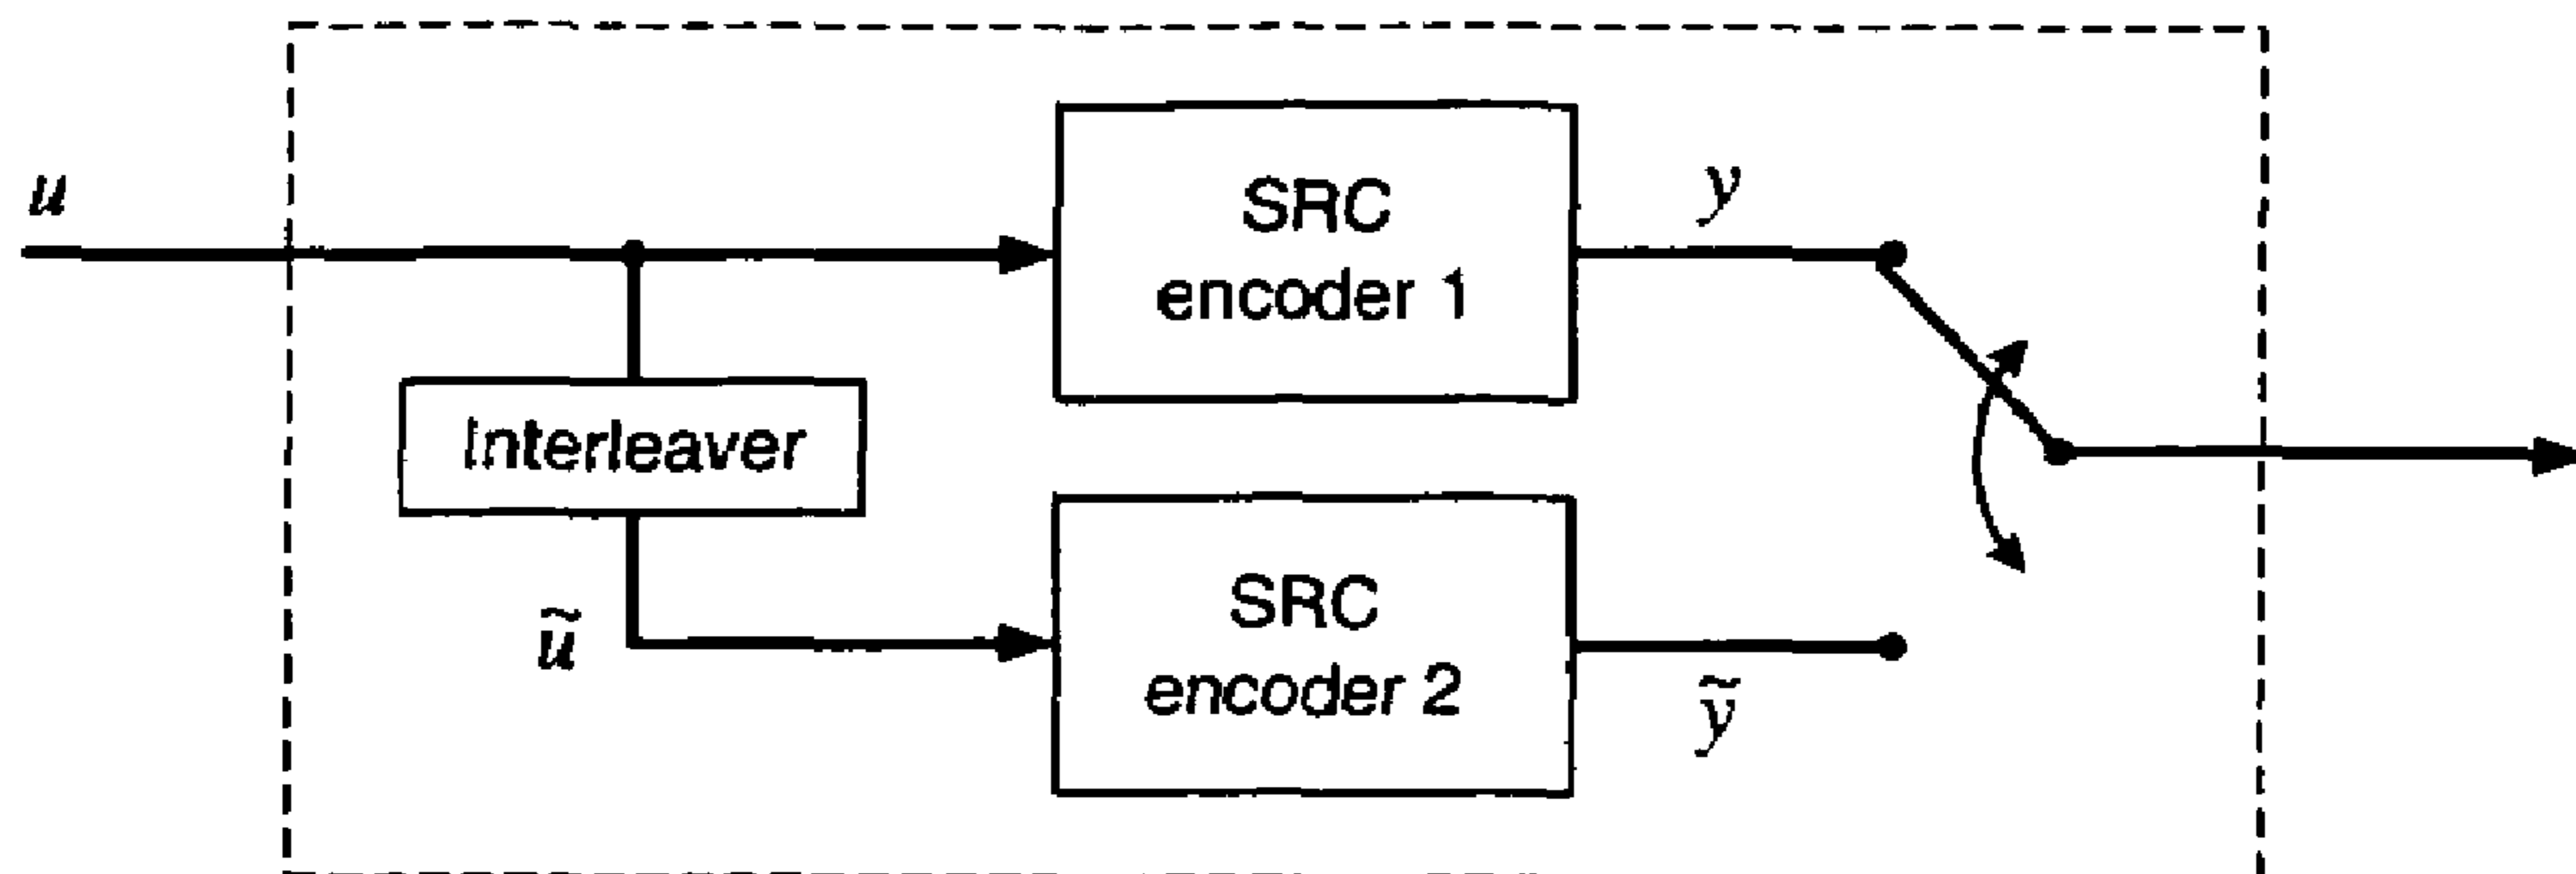 u
SRC
encoder 1
y
Interleaver
ũ
SRC
encoder 2
ỹ